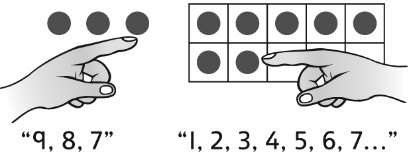 “9, 8, 7”
“1, 2, 3, 4, 5, 6, 7...”